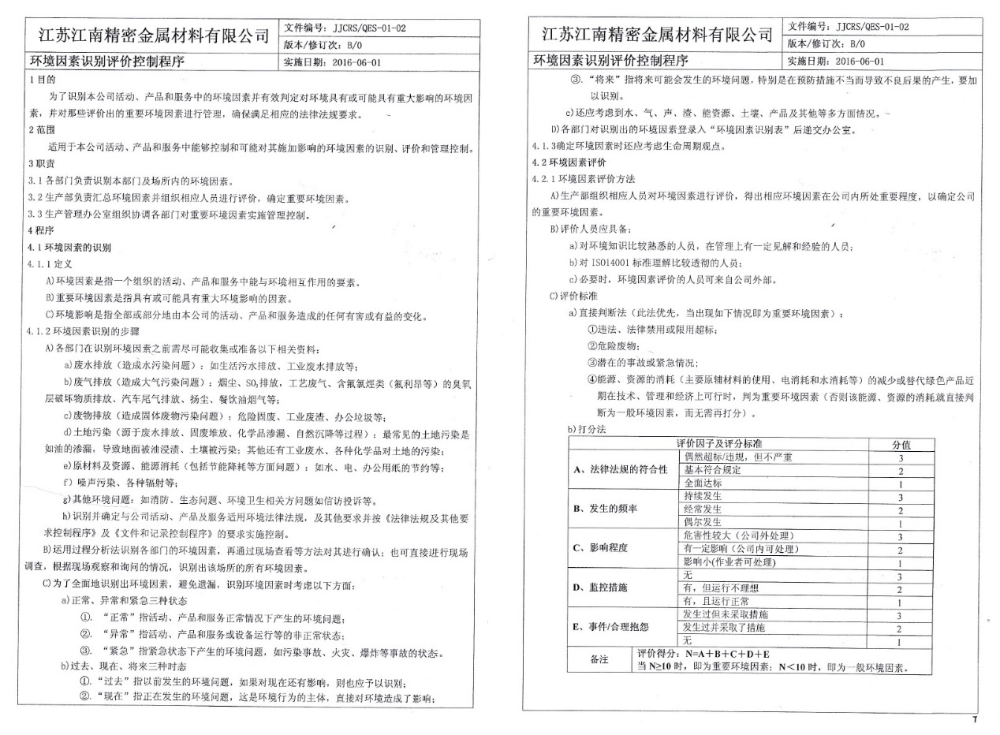 江苏江南精密金属材料有限公司
文件编号：JJCRS/QES-01-02
版本/修订次：B/0
环境因素识别评价控制程序
实施日期：2016-06-01
1 目的
为了识别本公司活动、产品和服务中的环境因素并有效判定对环境具有或可能具有重大影响的环境因
素，并对那些评价出的重要环境因素进行管理，确保满足相应的法律法规要求。
2 范围
适用于本公司活动、产品和服务中能够控制和可能对其施加影响的环境因素的识别、评价和管理控制。
3 职责
3.1 各部门负责识别本部门及场所内的环境因素。
3.2 生产部负责汇总环境因素并组织相应人员进行评价，确定重要环境因素。
3.3 生产管理办公室组织协调各部门对重要环境因素实施管理控制。
4 程序
4.1 环境因素的识别
4.1.1 定义
A)环境因素是指一个组织的活动、产品和服务中能与环境相互作用的要素。
B)重要环境因素是指具有或可能具有重大环境影响的因素。
C)环境影响是指全部或部分地由本公司的活动、产品和服务造成的任何有害或有益的变化。
4.1.2 环境因素识别的步骤
A)各部门在识别环境因素之前需尽可能收集或准备以下相关资料：
a)废水排放（造成水污染问题）：如生活污水排放、工业废水排放等；
b)废气排放（造成大气污染问题）：烟尘、SO₂排放，工艺废气、含氟氯烃类（氟利昂等）的臭氧
层破坏物质排放、汽车尾气排放、扬尘、餐饮油烟气等；
c)废物排放（造成固体废物污染问题）：危险固废、工业废渣、办公垃圾等；
d)土地污染（源于废水排放、固废堆放、化学品渗漏、自然沉降等过程）：最常见的土地污染是
如油的渗漏，导致地面被油浸渍、土壤被污染；其他还有工业废水、各种化学品对土地的污染；
e)原材料及资源、能源消耗（包括节能降耗等方面问题）：如水、电、办公用纸的节约等；
f）噪声污染、各种辐射等；
g)其他环境问题：如消防、生态问题、环境卫生相关方问题如信访投诉等。
h)识别并确定与公司活动、产品及服务适用环境法律法规，及其他要求并按《法律法规及其他要
求控制程序》及《文件和记录控制程序》的要求实施控制。
B)运用过程分析法识别各部门的环境因素，再通过现场查看等方法对其进行确认；也可直接进行现场
调查，根据现场观察和询问的情况，识别出该场所的所有环境因素。
C)为了全面地识别出环境因素，避免遗漏，识别环境因素时考虑以下方面：
a)正常、异常和紧急三种状态
①. “正常”指活动、产品和服务正常情况下产生的环境问题；
②. “异常”指活动、产品和服务或设备运行等的非正常状态；
③. “紧急”指紧急状态下产生的环境问题，如污染事故、火灾、爆炸等事故的状态。
b)过去、现在、将来三种时态
①.“过去”指以前发生的环境问题，如果对现在还有影响，则也应予以识别；
②.“现在”指正在发生的环境问题，这是环境行为的主体，直接对环境造成了影响；
江苏江南精密金属材料有限公司
文件编号：JJCRS/QES-01-02
版本/修订次：B/0
环境因素识别评价控制程序
实施日期：2016-06-01
③.“将来”指将来可能会发生的环境问题，特别是在预防措施不当而导致不良后果的产生，要加
以识别。
c)还应考虑到水、气、声、渣、能资源、土壤、产品及其他等多方面情况。
D)各部门对识别出的环境因素登录入“环境因素识别表”后递交办公室。
4.1.3确定环境因素时还应考虑生命周期观点。
4.2 环境因素评价
4.2.1 环境因素评价方法
A)生产部组织相应人员对环境因素进行评价，得出相应环境因素在公司内所处重要程度，以确定公司
的重要环境因素。
B)评价人员应具备：
a)对环境知识比较熟悉的人员，在管理上有一定见解和经验的人员；
b)对 ISO14001 标准理解比较透彻的人员；
c)必要时，环境因素评价的人员可来自公司外部。
C)评价标准
a)直接判断法（此法优先，当出现如下情况即为重要环境因素）：
①违法、法律禁用或限用超标；
②危险废物；
③潜在的事故或紧急情况；
④能源、资源的消耗（主要原辅材料的使用、电消耗和水消耗等）的减少或替代绿色产品近
期在技术、管理和经济上可行时，判为重要环境因素（否则该能源、资源的消耗就直接判
断为一般环境因素，而无需再打分）。
b)打分法
评价因子及评分标准 分值
A、法律法规的符合性 偶然超标/违规，但不严重 3
基本符合规定 2
全面达标 1
B、发生的频率 持续发生 3
经常发生 2
偶尔发生 1
C、影响程度 危害性较大（公司外处理） 3
有一定影响（公司内可处理） 2
影响小(作业者可处理) 1
D、监控措施 无 3
有，但运行不理想 2
有，且运行正常 1
E、事件/合理抱怨 发生过但未采取措施 3
发生过并采取了措施 2
无 1
备注 评价得分：N=A＋B＋C＋D＋E
当 N≥10 时，即为重要环境因素；N＜10 时，即为一般环境因素。
7